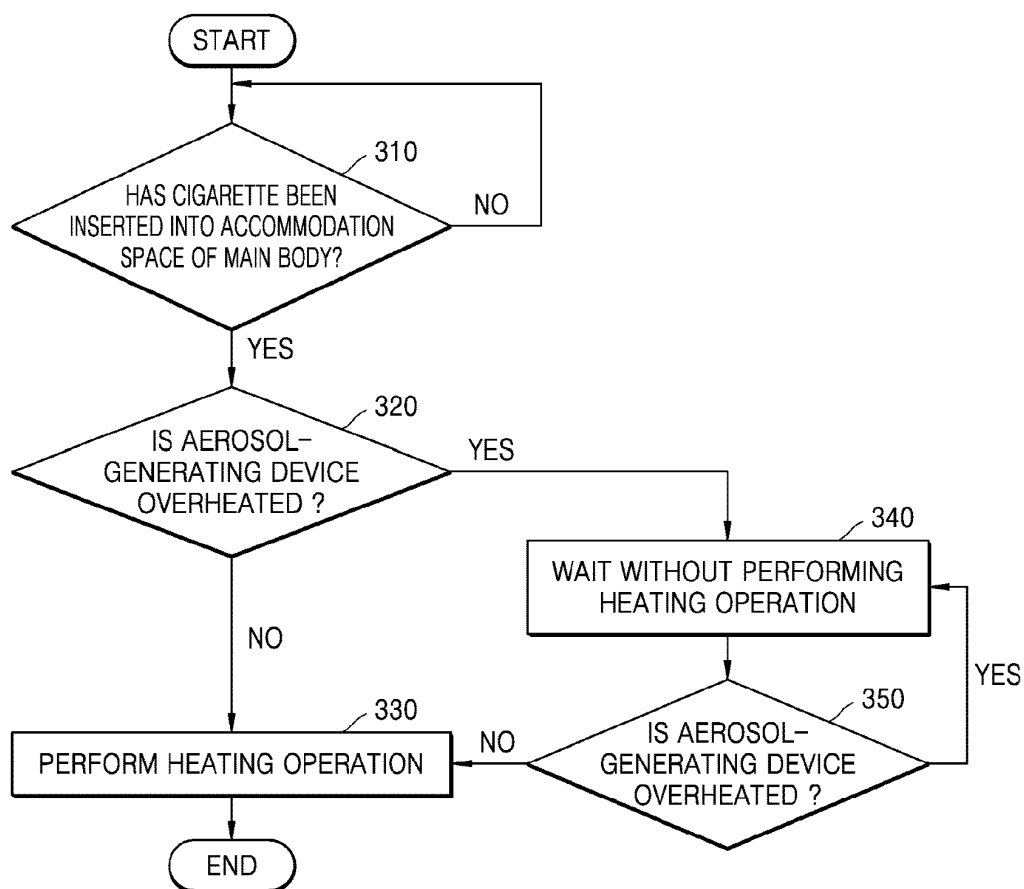 START
310
HAS CIGARETTE BEEN
INSERTED INTO ACCOMMODATION
SPACE OF MAIN BODY?
NO
YES
320
IS AEROSOL-
GENERATING DEVICE
OVERHEATED ?
YES
340
WAIT WITHOUT PERFORMING
HEATING OPERATION
NO
YES
330
PERFORM HEATING OPERATION
NO
350
IS AEROSOL-
GENERATING DEVICE
OVERHEATED ?
END